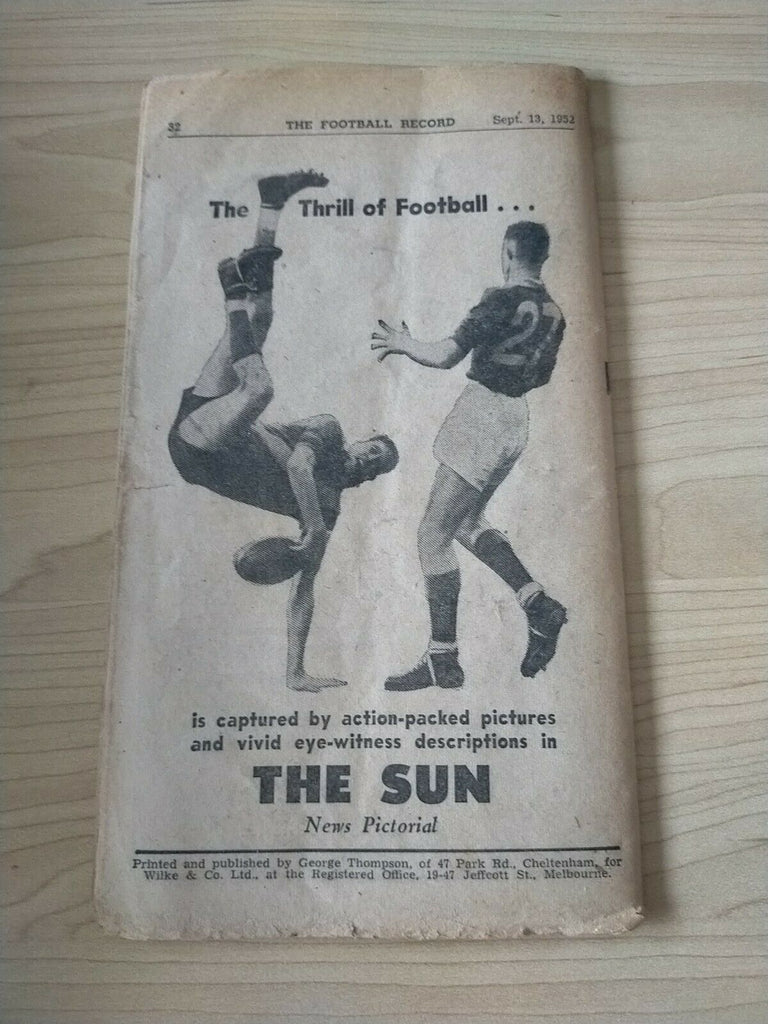 32 THE FOOTBALL RECORD Sept. 13, 1952
The Thrill of Football . . .
27
is captured by action-packed pictures
and vivid eye-witness descriptions in
THE SUN
News Pictorial
Printed and published by George Thompson, of 47 Park Rd., Cheltenham, for
Wilke & Co. Ltd., at the Registered Office, 19-47 Jeffcott St., Melbourne.